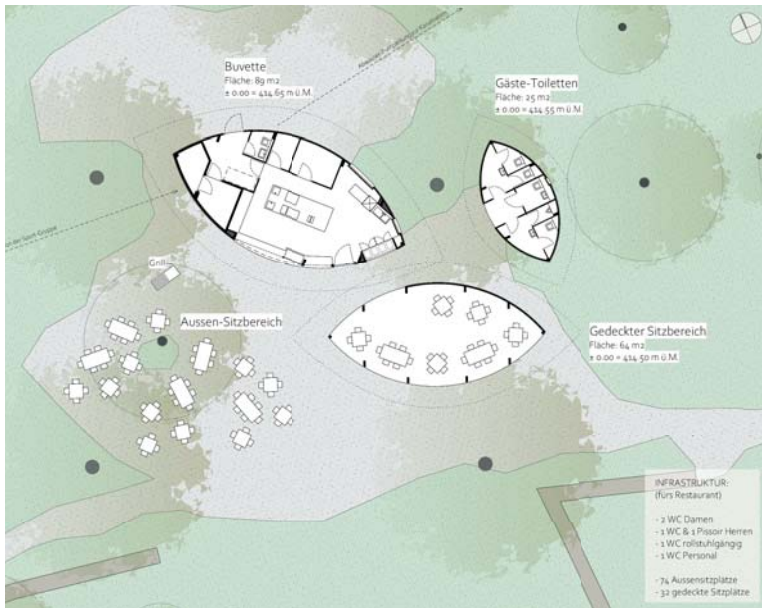 Buvette
Fläche: 89 m2
± 0.00 = 414.65 m ü.M.
Gäste-Toiletten
Fläche: 25 m2
± 0.00 = 414.55 m ü.M.
Grill
Aussen-Sitzbereich
Gedeckter Sitzbereich
Fläche: 64 m2
± 0.00 = 414.50 m ü.M.
INFRASTRUKTUR:
(fürs Restaurant)
- 2 WC Damen
- 1 WC & 1 Pissoir Herren
- 1 WC rollstuhlgängig
- 1 WC Personal
- 74 Aussensitzplätze
- 32 gedeckte Sitzplätze